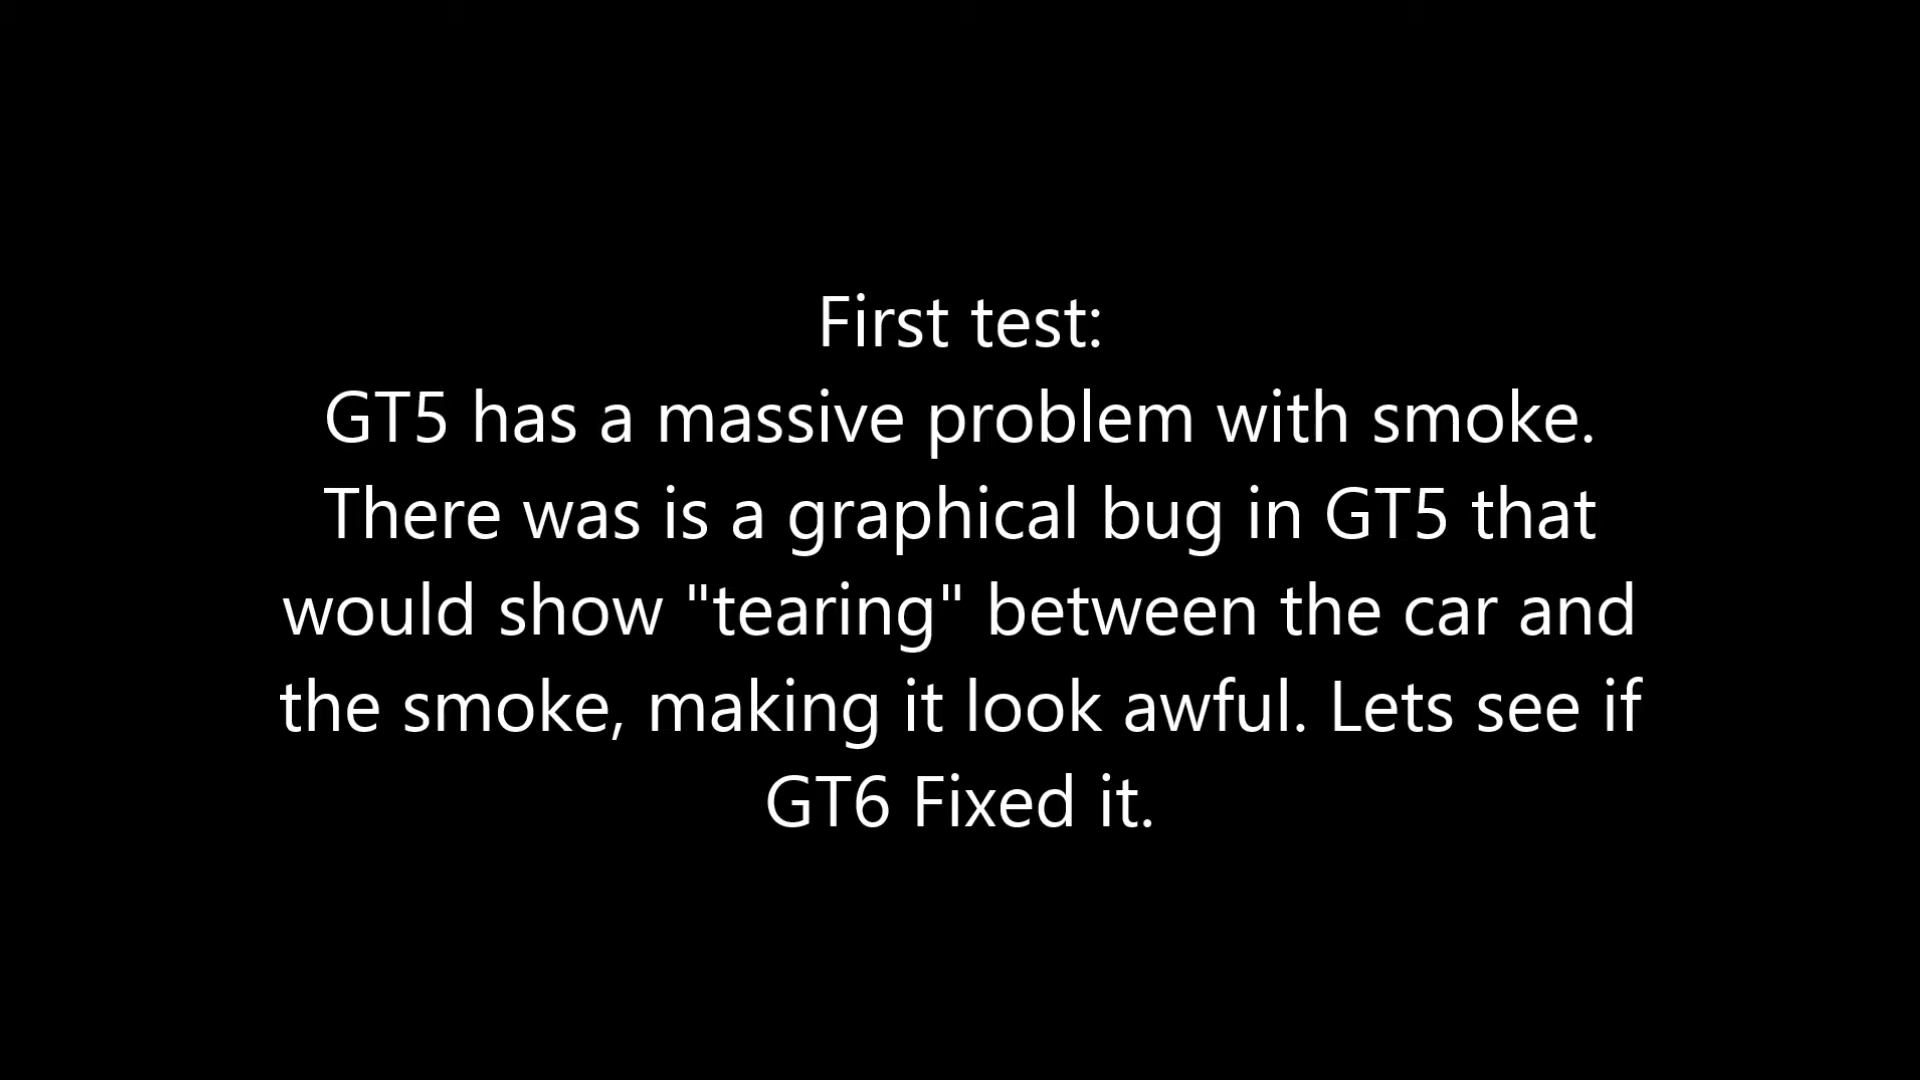 First test:
GT5 has a massive problem with smoke.
There was is a graphical bug in GT5 that
would show "tearing" between the car and
the smoke, making it look awful. Lets see if
GT6 Fixed it.